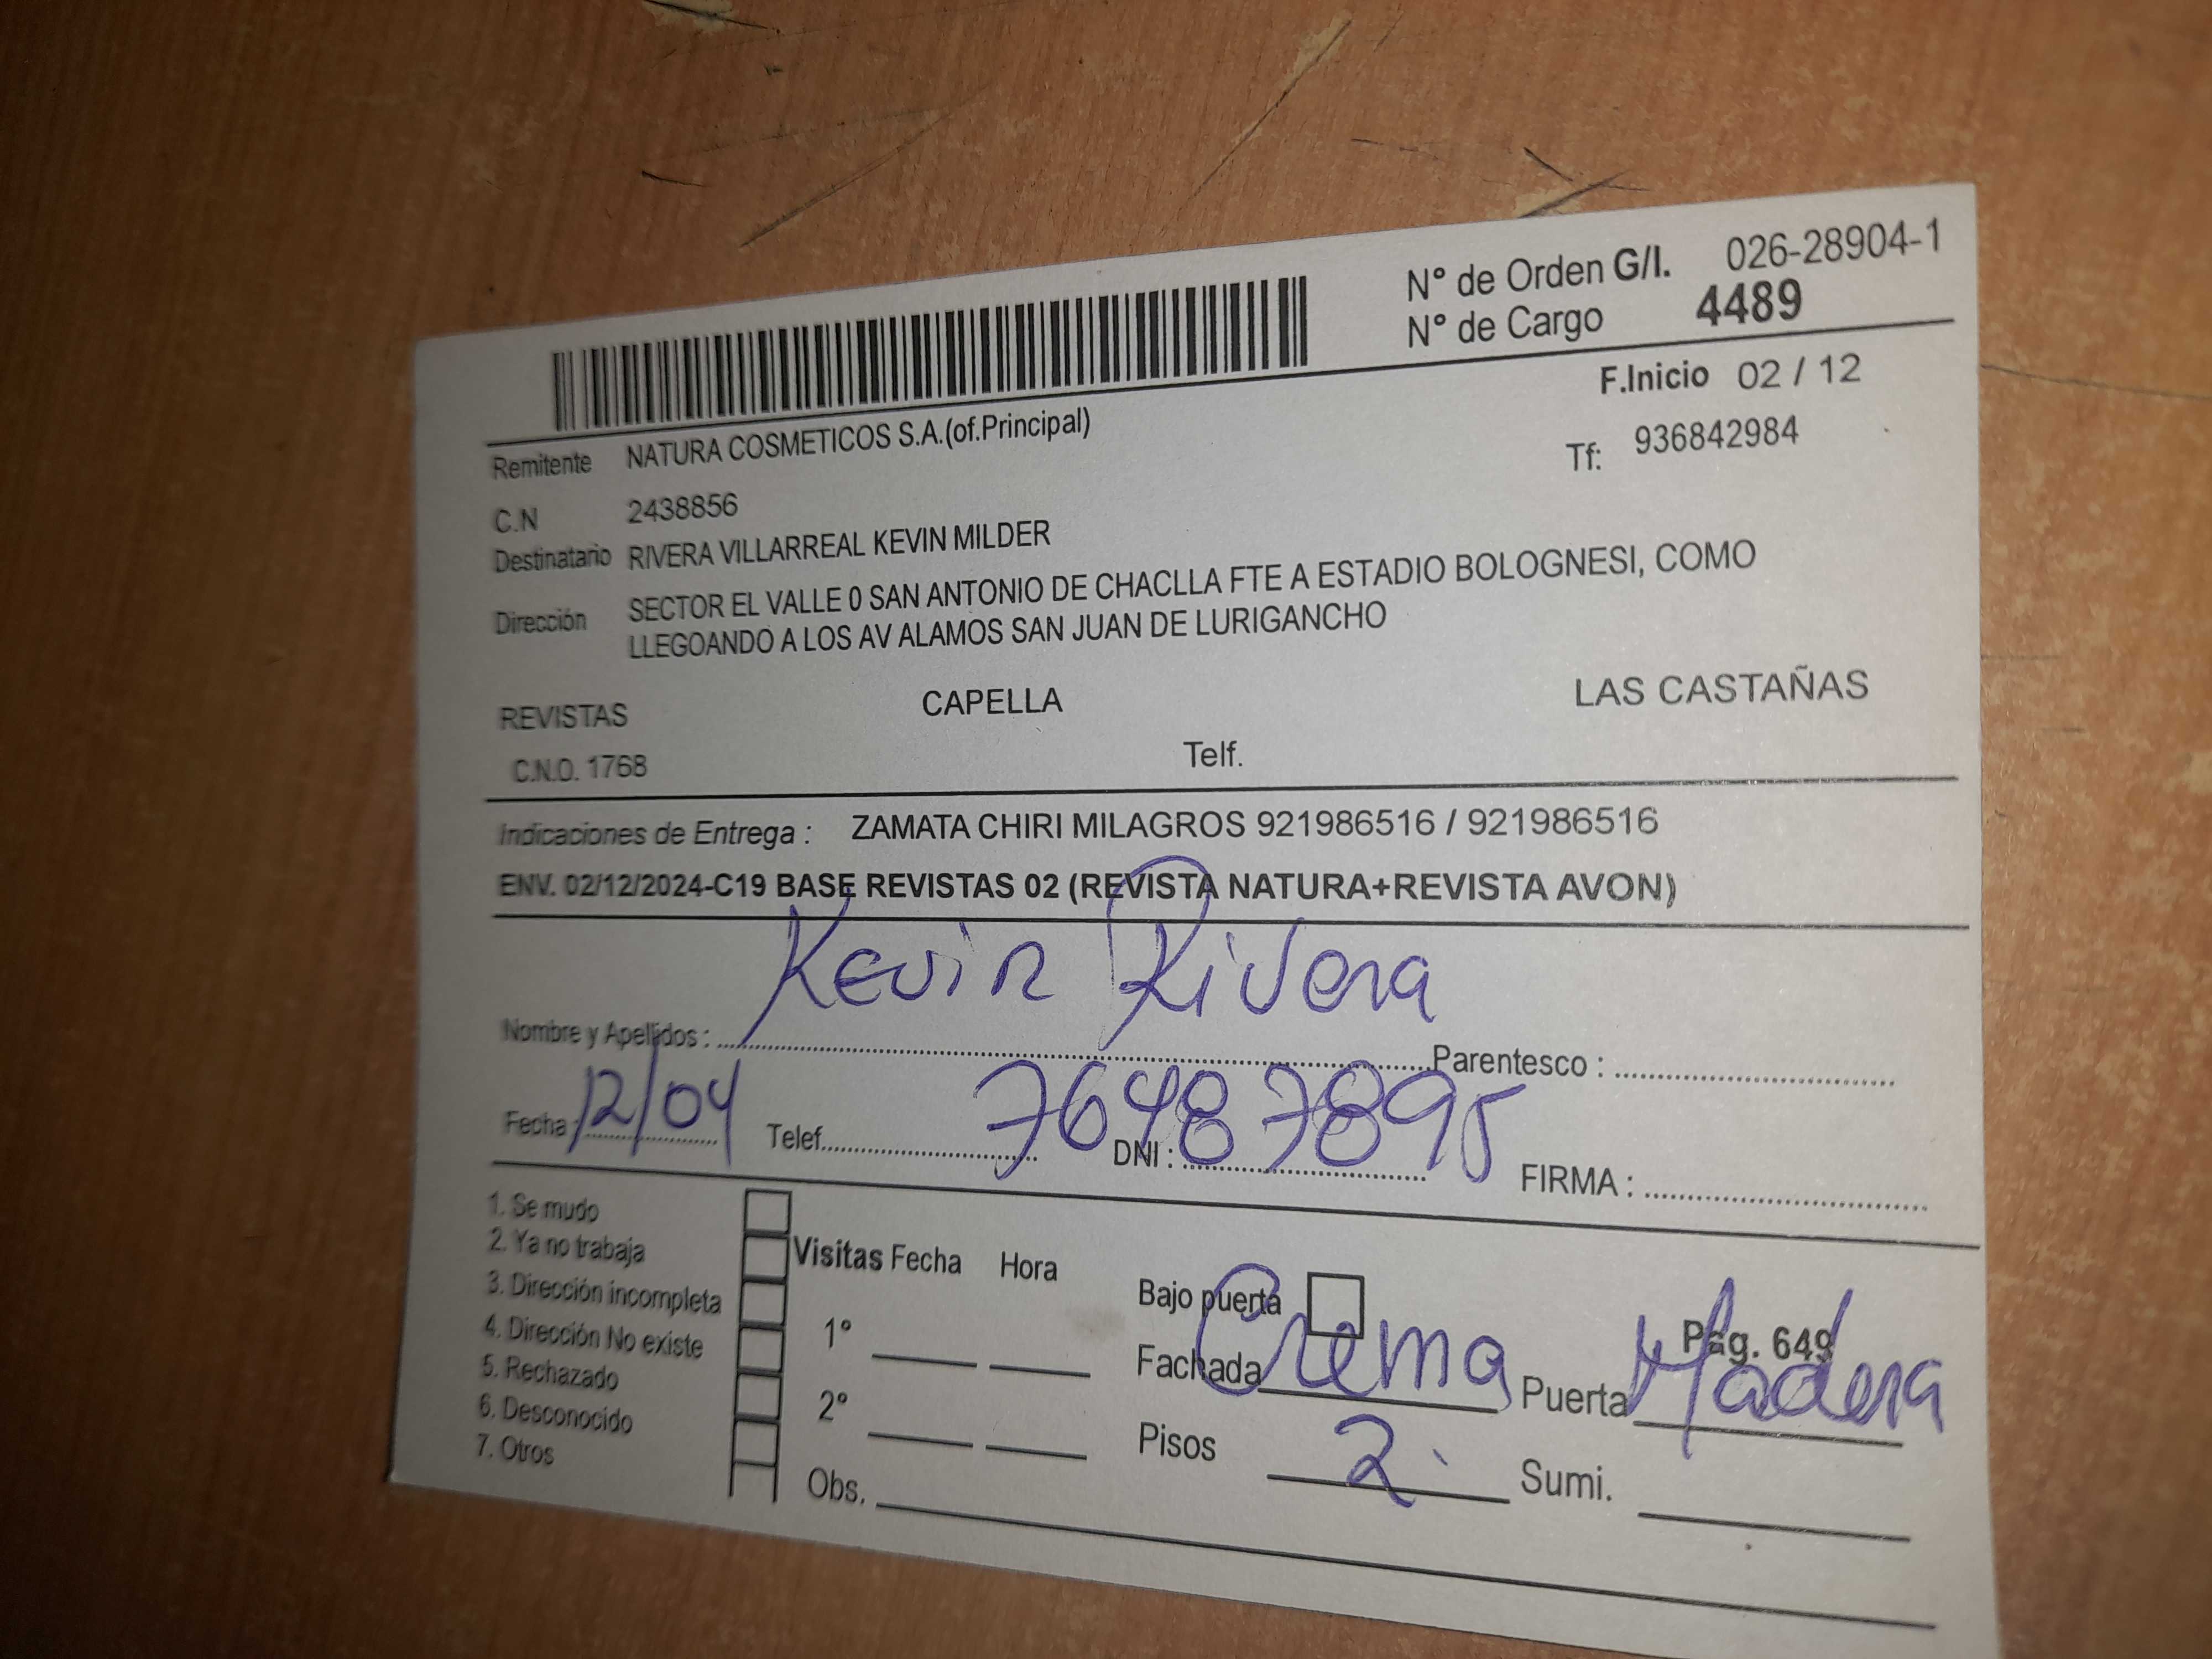 N° de Orden G/I. 026-28904-1
N° de Cargo 4489
F.Inicio 02 / 12
Remitente NATURA COSMETICOS S.A.(of.Principal)
Tf: 936842984
C.N 2438856
Destinatario RIVERA VILLARREAL KEVIN MILDER
Dirección SECTOR EL VALLE 0 SAN ANTONIO DE CHACLLA FTE A ESTADIO BOLOGNESI, COMO
LLEGOANDO A LOS AV ALAMOS SAN JUAN DE LURIGANCHO
REVISTAS CAPELLA LAS CASTAÑAS
C.N.O. 1768 Telf.
Indicaciones de Entrega : ZAMATA CHIRI MILAGROS 921986516 / 921986516
ENV. 02/12/2024-C19 BASE REVISTAS 02 (REVISTA NATURA+REVISTA AVON)
Kevin Rivera
Nombre y Apellidos : Parentesco :
Fecha : 12/04 Telef. DNI : 76487895 FIRMA :
1. Se mudo
2. Ya no trabaja
3. Dirección incompleta
4. Dirección No existe
5. Rechazado
6. Desconocido
7. Otros
Visitas Fecha Hora
1°
2°
Obs.
Bajo puerta
Pag. 649
Fachada Crema Puerta Madera
Pisos 2 Sumi.